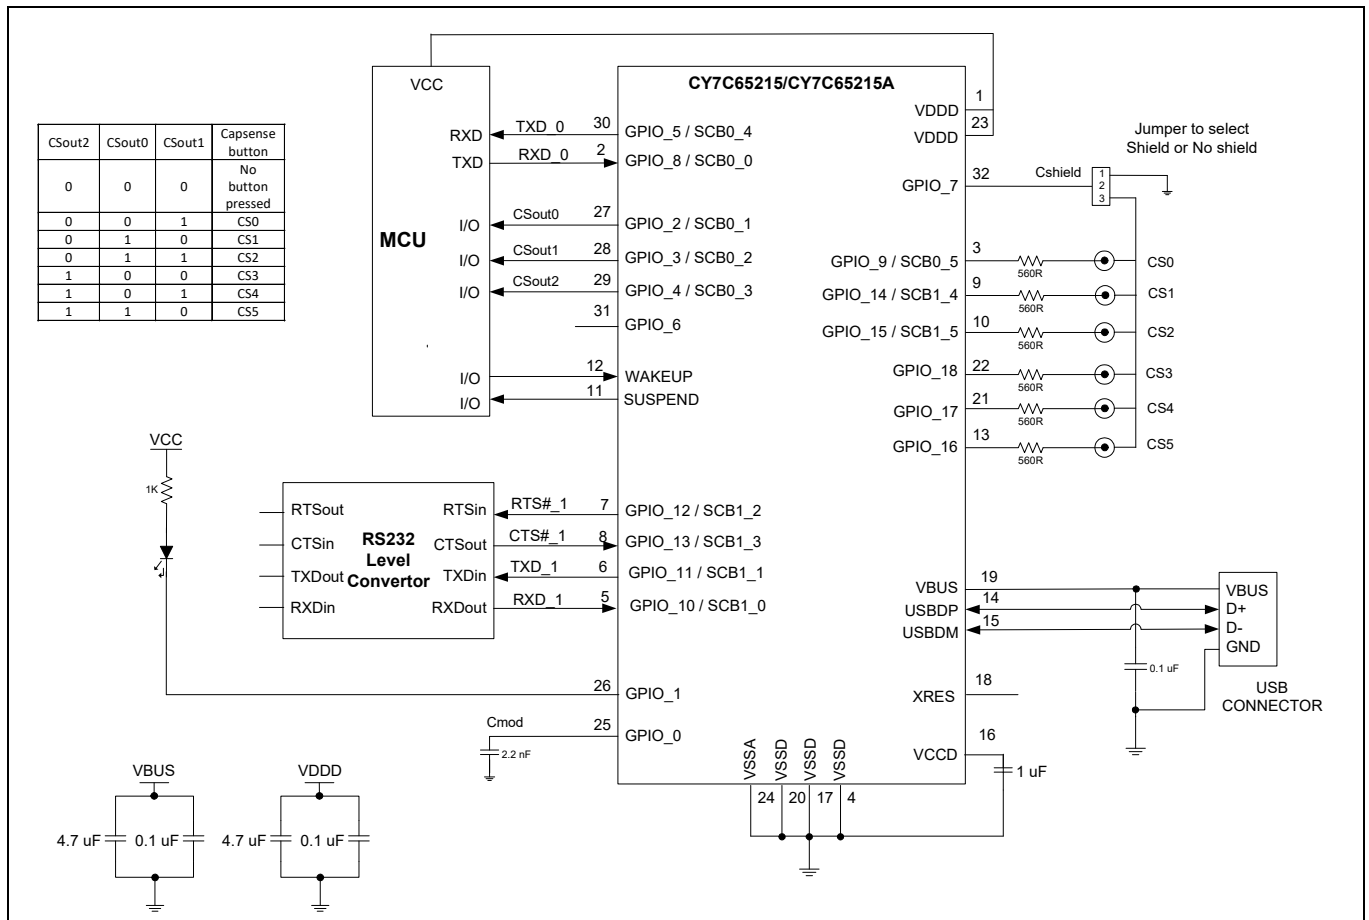 CY7C65215/CY7C65215A
VCC
MCU
RXD
TXD
I/O
I/O
I/O
I/O
I/O
TXD_0
RXD_0
CSout0
CSout1
CSout2
30
2
27
28
29
31
12
11
GPIO_5 / SCB0_4
GPIO_8 / SCB0_0
GPIO_2 / SCB0_1
GPIO_3 / SCB0_2
GPIO_4 / SCB0_3
GPIO_6
WAKEUP
SUSPEND
CSout2 CSout0 CSout1 Capsense
button
0 0 0 No
button
pressed
0 0 1 CS0
0 1 0 CS1
0 1 1 CS2
1 0 0 CS3
1 0 1 CS4
1 1 0 CS5
VDDD
1
VDDD
23
Jumper to select
Shield or No shield
GPIO_7
32
Cshield
1
2
3
GPIO_9 / SCB0_5
3
560R
CS0
GPIO_14 / SCB1_4
9
560R
CS1
GPIO_15 / SCB1_5
10
560R
CS2
GPIO_18
22
560R
CS3
GPIO_17
21
560R
CS4
GPIO_16
13
560R
CS5
VCC
1K
RS232
Level
Convertor
RTSout
CTSin
TXDout
RXDin
RTSin
CTSout
TXDin
RXDout
RTS#_1
CTS#_1
TXD_1
RXD_1
7
8
6
5
GPIO_12 / SCB1_2
GPIO_13 / SCB1_3
GPIO_11 / SCB1_1
GPIO_10 / SCB1_0
26
GPIO_1
Cmod
25
GPIO_0
2.2 nF
VBUS
19
USBDP
14
USBDM
15
VBUS
D+
D-
GND
0.1 uF
USB
CONNECTOR
XRES
18
VCCD
16
1 uF
VSSA
VSSD
VSSD
VSSD
24
20
17
4
VBUS
4.7 uF
0.1 uF
VDDD
4.7 uF
0.1 uF